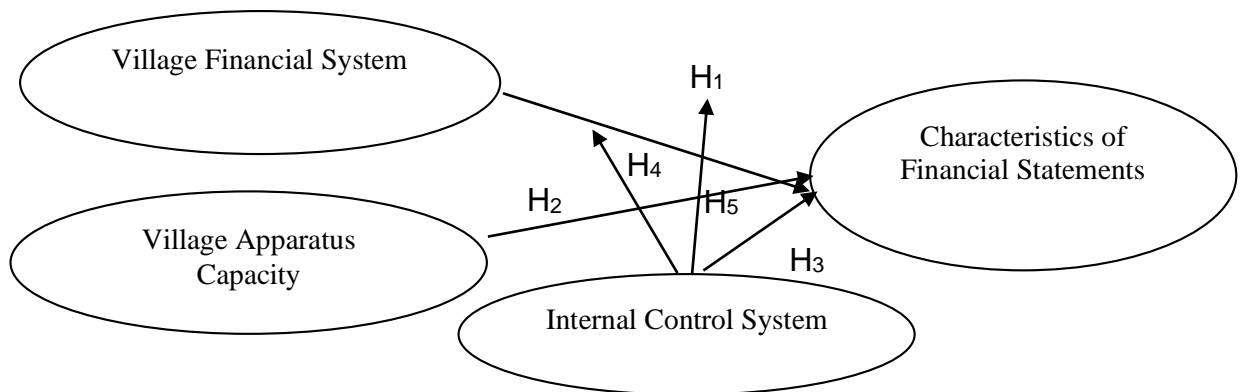 Village Financial System
H1
Characteristics of
Financial Statements
H4
H2
H5
Village Apparatus
Capacity
H3
Internal Control System